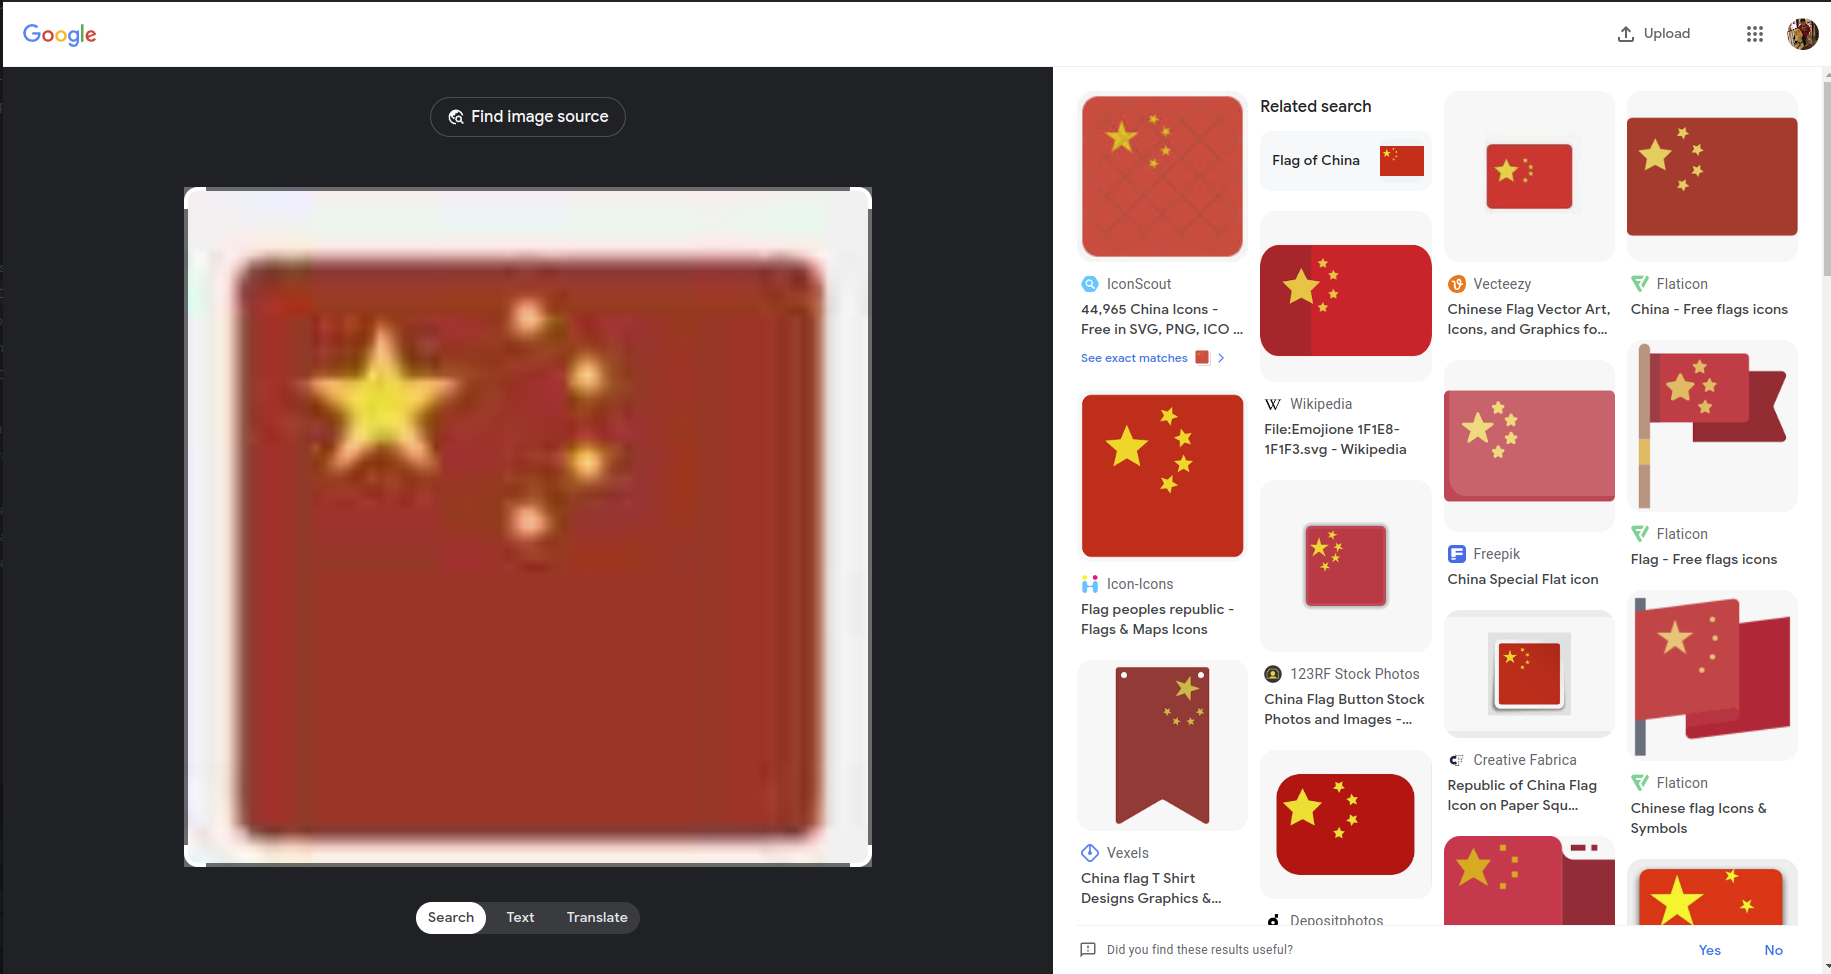 Google
Upload
Find image source
Search
Text
Translate
IconScout
44,965 China Icons -
Free in SVG, PNG, ICO ...
See exact matches
Icon-Icons
Flag peoples republic -
Flags & Maps Icons
Vexels
China flag T Shirt
Designs Graphics &...
Related search
Flag of China
Wikipedia
File:Emojione 1F1E8-
1F1F3.svg - Wikipedia
123RF Stock Photos
China Flag Button Stock
Photos and Images -...
Depositphotos
Vecteezy
Chinese Flag Vector Art,
Icons, and Graphics fo...
Freepik
China Special Flat icon
Creative Fabrica
Republic of China Flag
Icon on Paper Squ...
Flaticon
China - Free flags icons
Flaticon
Flag - Free flags icons
Flaticon
Chinese flag Icons &
Symbols
Did you find these results useful?
Yes
No